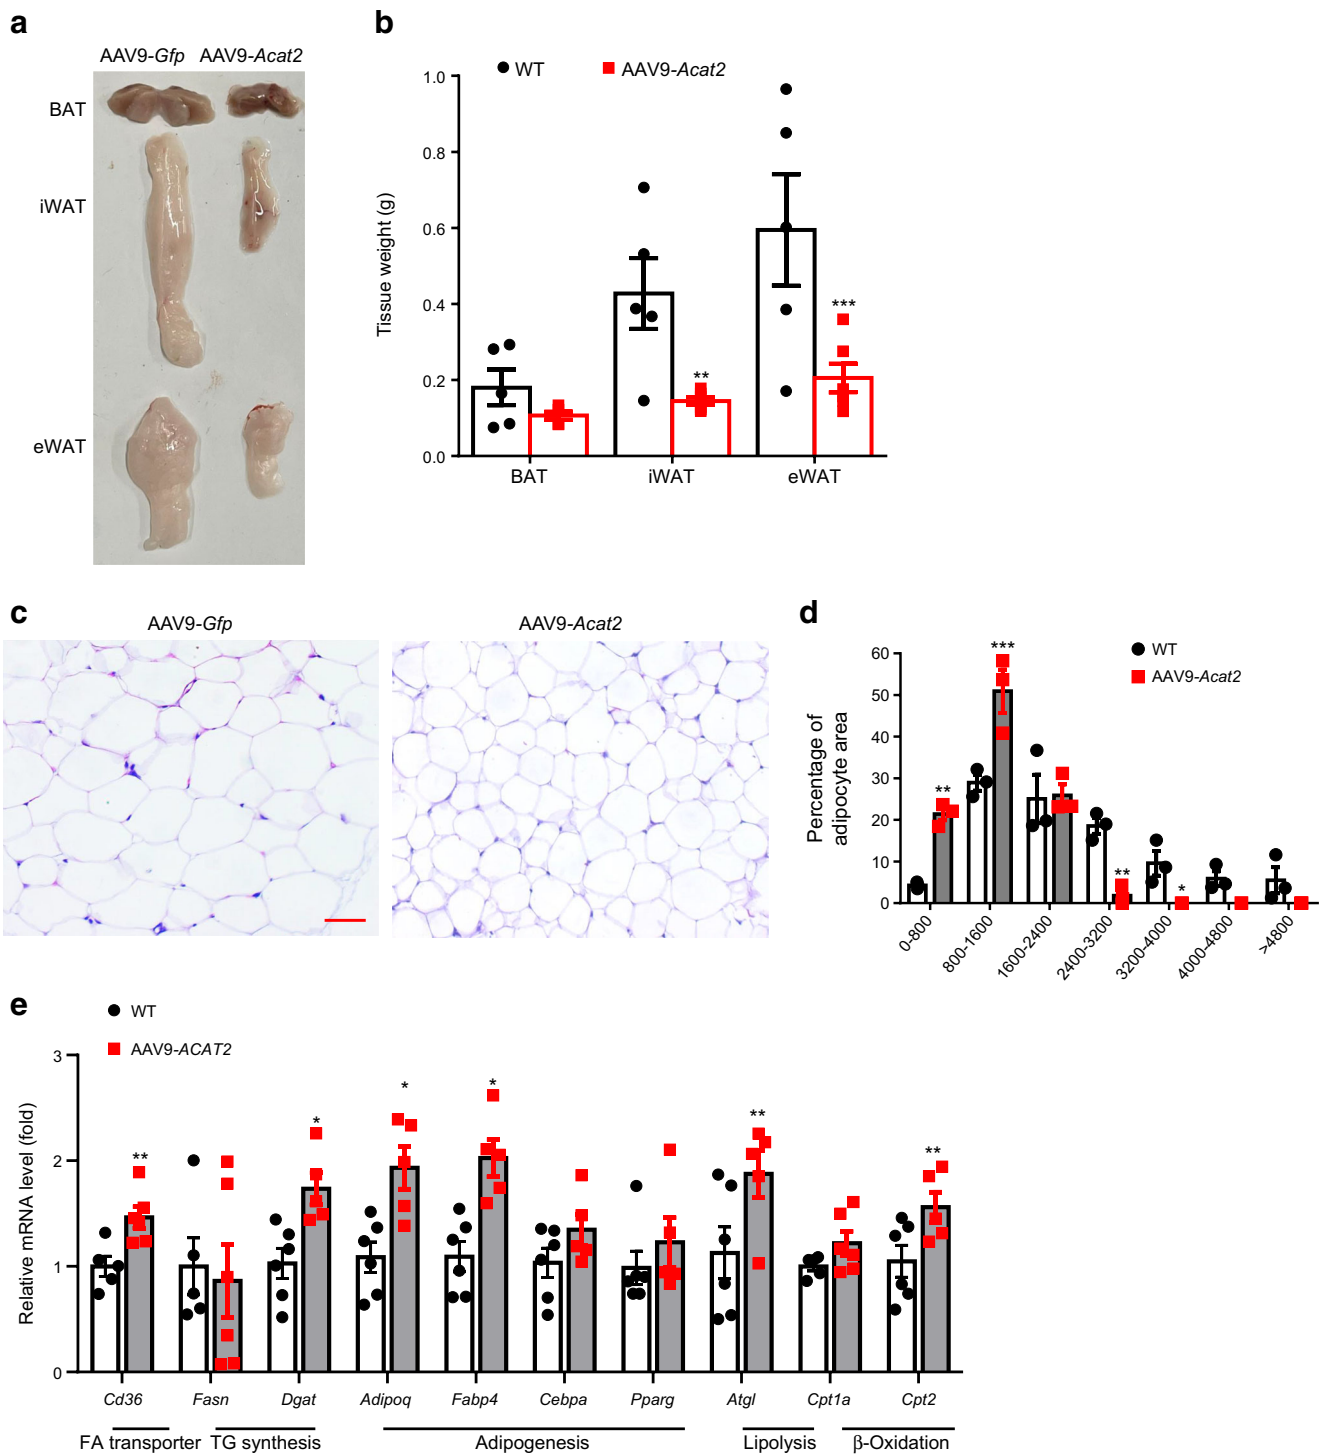 a
AAV9-Gfp AAV9-Acat2
BAT
iWAT
eWAT
b
WT AAV9-Acat2
Tissue weight (g)
1.0
0.8
0.6
0.4
0.2
0.0
**
***
BAT iWAT eWAT
c
AAV9-Gfp AAV9-Acat2
d
WT
AAV9-Acat2
Percentage of
adipocyte area
60
50
40
30
20
10
0
**
***
**
*
0-800 800-1600 1600-2400 2400-3200 3200-4000 4000-4800 >4800
e
WT
AAV9-ACAT2
Relative mRNA level (fold)
3
2
1
0
** * * * ** **
Cd36 Fasn Dgat Adipoq Fabp4 Cebpa Pparg Atgl Cpt1a Cpt2
FA transporter TG synthesis Adipogenesis Lipolysis β-Oxidation